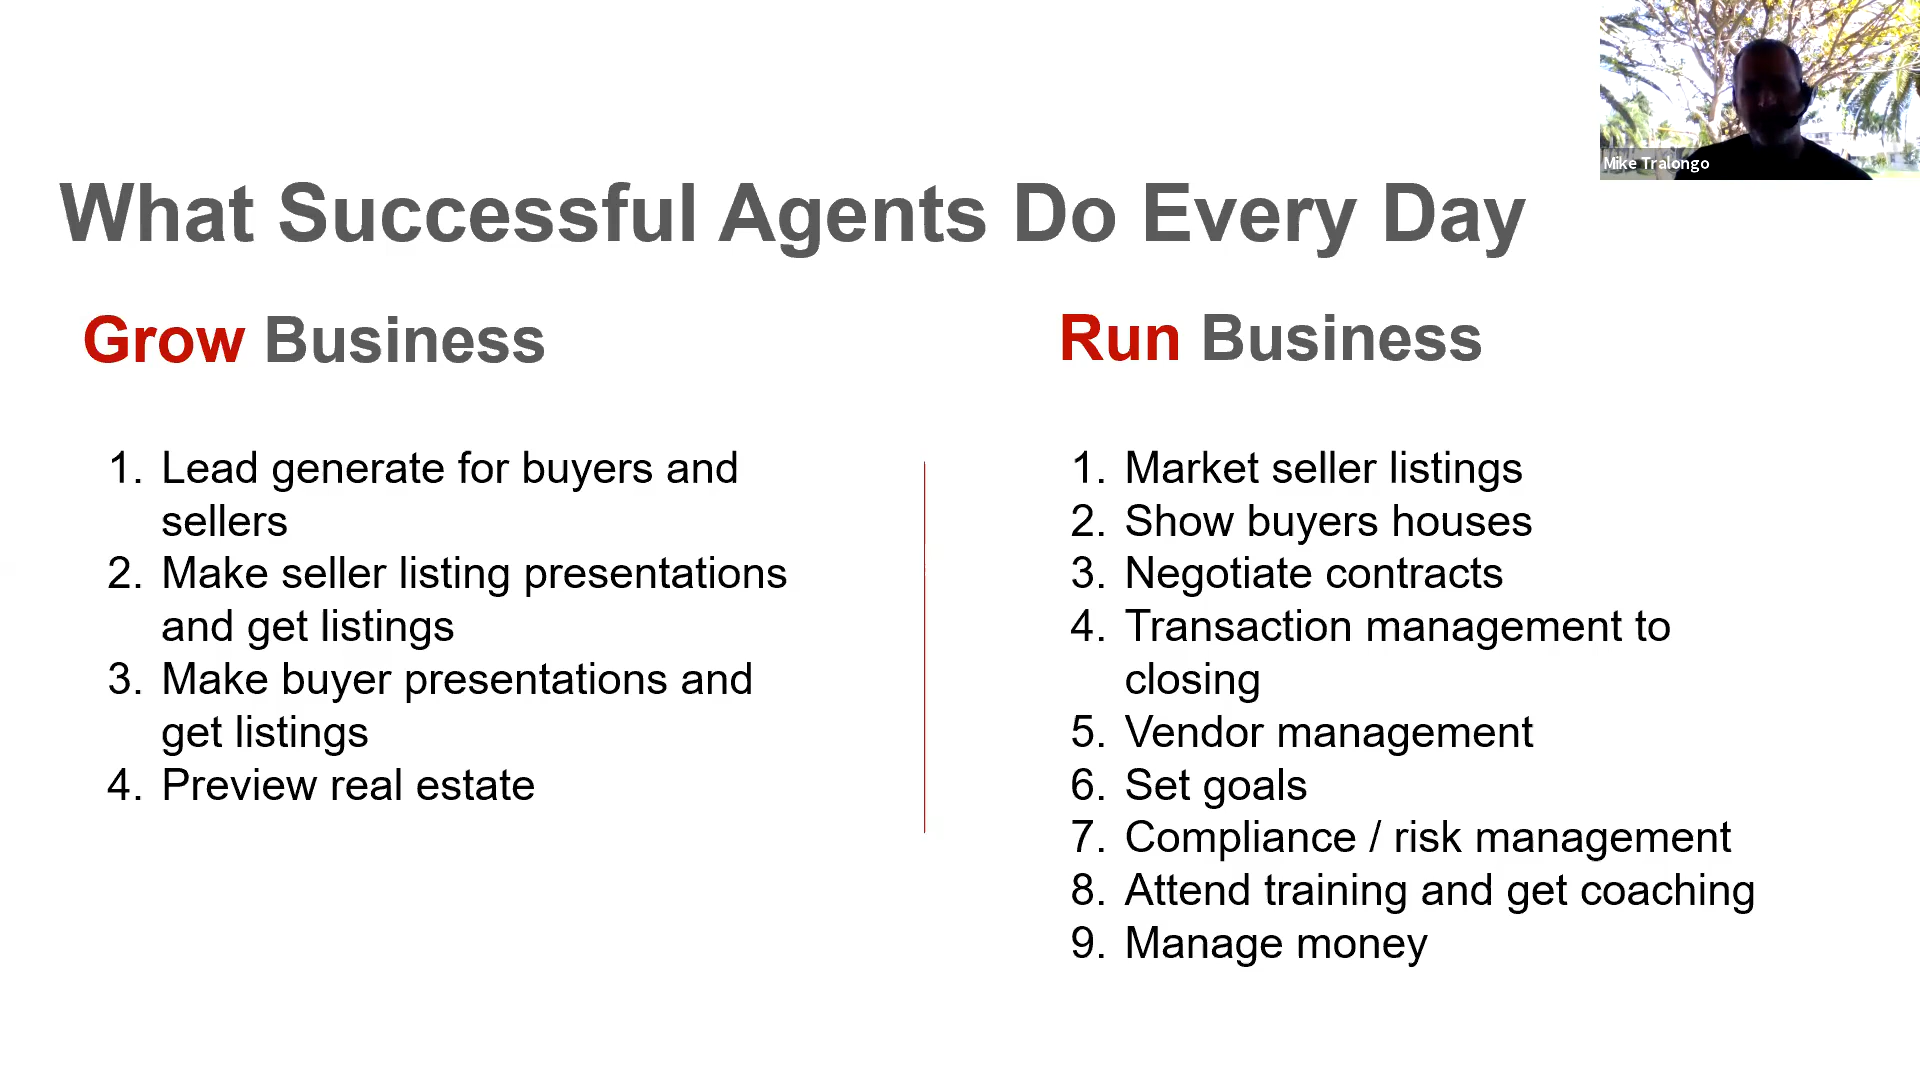 Mike Tralongo
What Successful Agents Do Every Day
Grow Business
1. Lead generate for buyers and
sellers
2. Make seller listing presentations
and get listings
3. Make buyer presentations and
get listings
4. Preview real estate
Run Business
1. Market seller listings
2. Show buyers houses
3. Negotiate contracts
4. Transaction management to
closing
5. Vendor management
6. Set goals
7. Compliance / risk management
8. Attend training and get coaching
9. Manage money